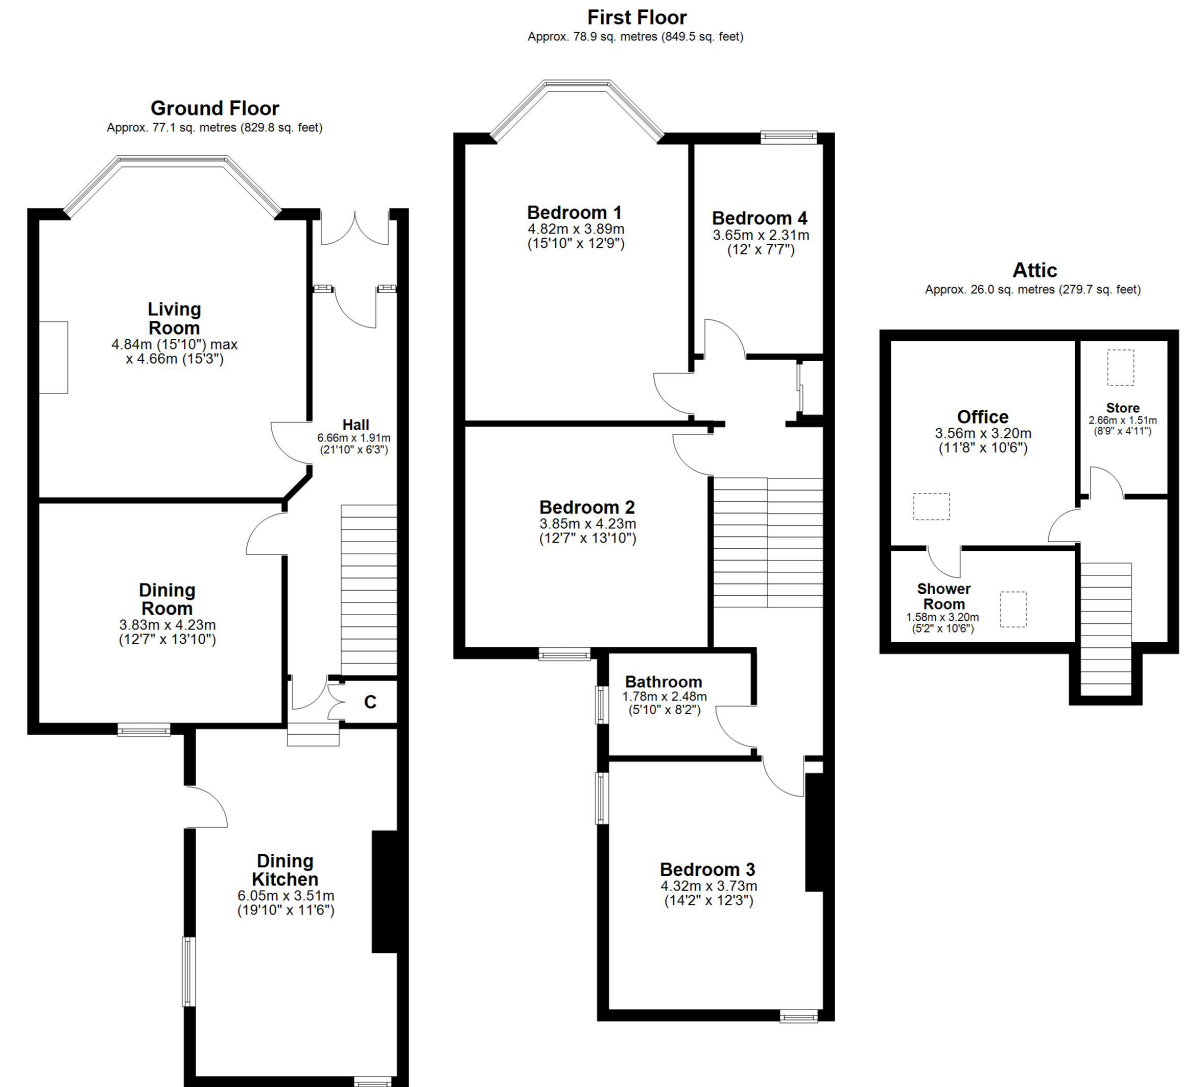 Ground Floor
Approx. 77.1 sq. metres (829.8 sq. feet)
Living
Room
4.84m (15'10") max
x 4.66m (15'3")
Hall
6.66m x 1.91m
(21'10" x 6'3")
Dining
Room
3.83m x 4.23m
(12'7" x 13'10")
C
Dining
Kitchen
6.05m x 3.51m
(19'10" x 11'6")
First Floor
Approx. 78.9 sq. metres (849.5 sq. feet)
Bedroom 1
4.82m x 3.89m
(15'10" x 12'9")
Bedroom 4
3.65m x 2.31m
(12' x 7'7")
Bedroom 2
3.85m x 4.23m
(12'7" x 13'10")
Bathroom
1.78m x 2.48m
(5'10" x 8'2")
Bedroom 3
4.32m x 3.73m
(14'2" x 12'3")
Attic
Approx. 26.0 sq. metres (279.7 sq. feet)
Office
3.56m x 3.20m
(11'8" x 10'6")
Store
2.66m x 1.51m
(8'9" x 4'11")
Shower
Room
1.58m x 3.20m
(5'2" x 10'6")